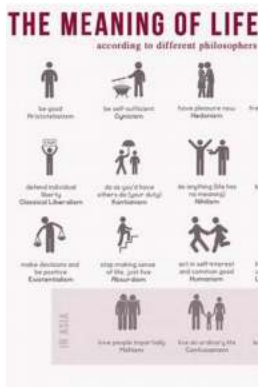 THE MEANING OF LIFE
according to different philosophers
be good
Aristotelianism
be self-sufficient
Cynicism
have pleasure now
Hedonism
defend individual
liberty
Classical Liberalism
do as you'd have
others do (your duty)
Kantianism
do anything (life has
no meaning)
Nihilism
make decisions and
be positive
Existentialism
stop making sense
of life, just live
Absurdism
act in self-interest
and common good
Humanism
IN ASIA
love people impartially
Mohism
live an ordinary life
Confucianism